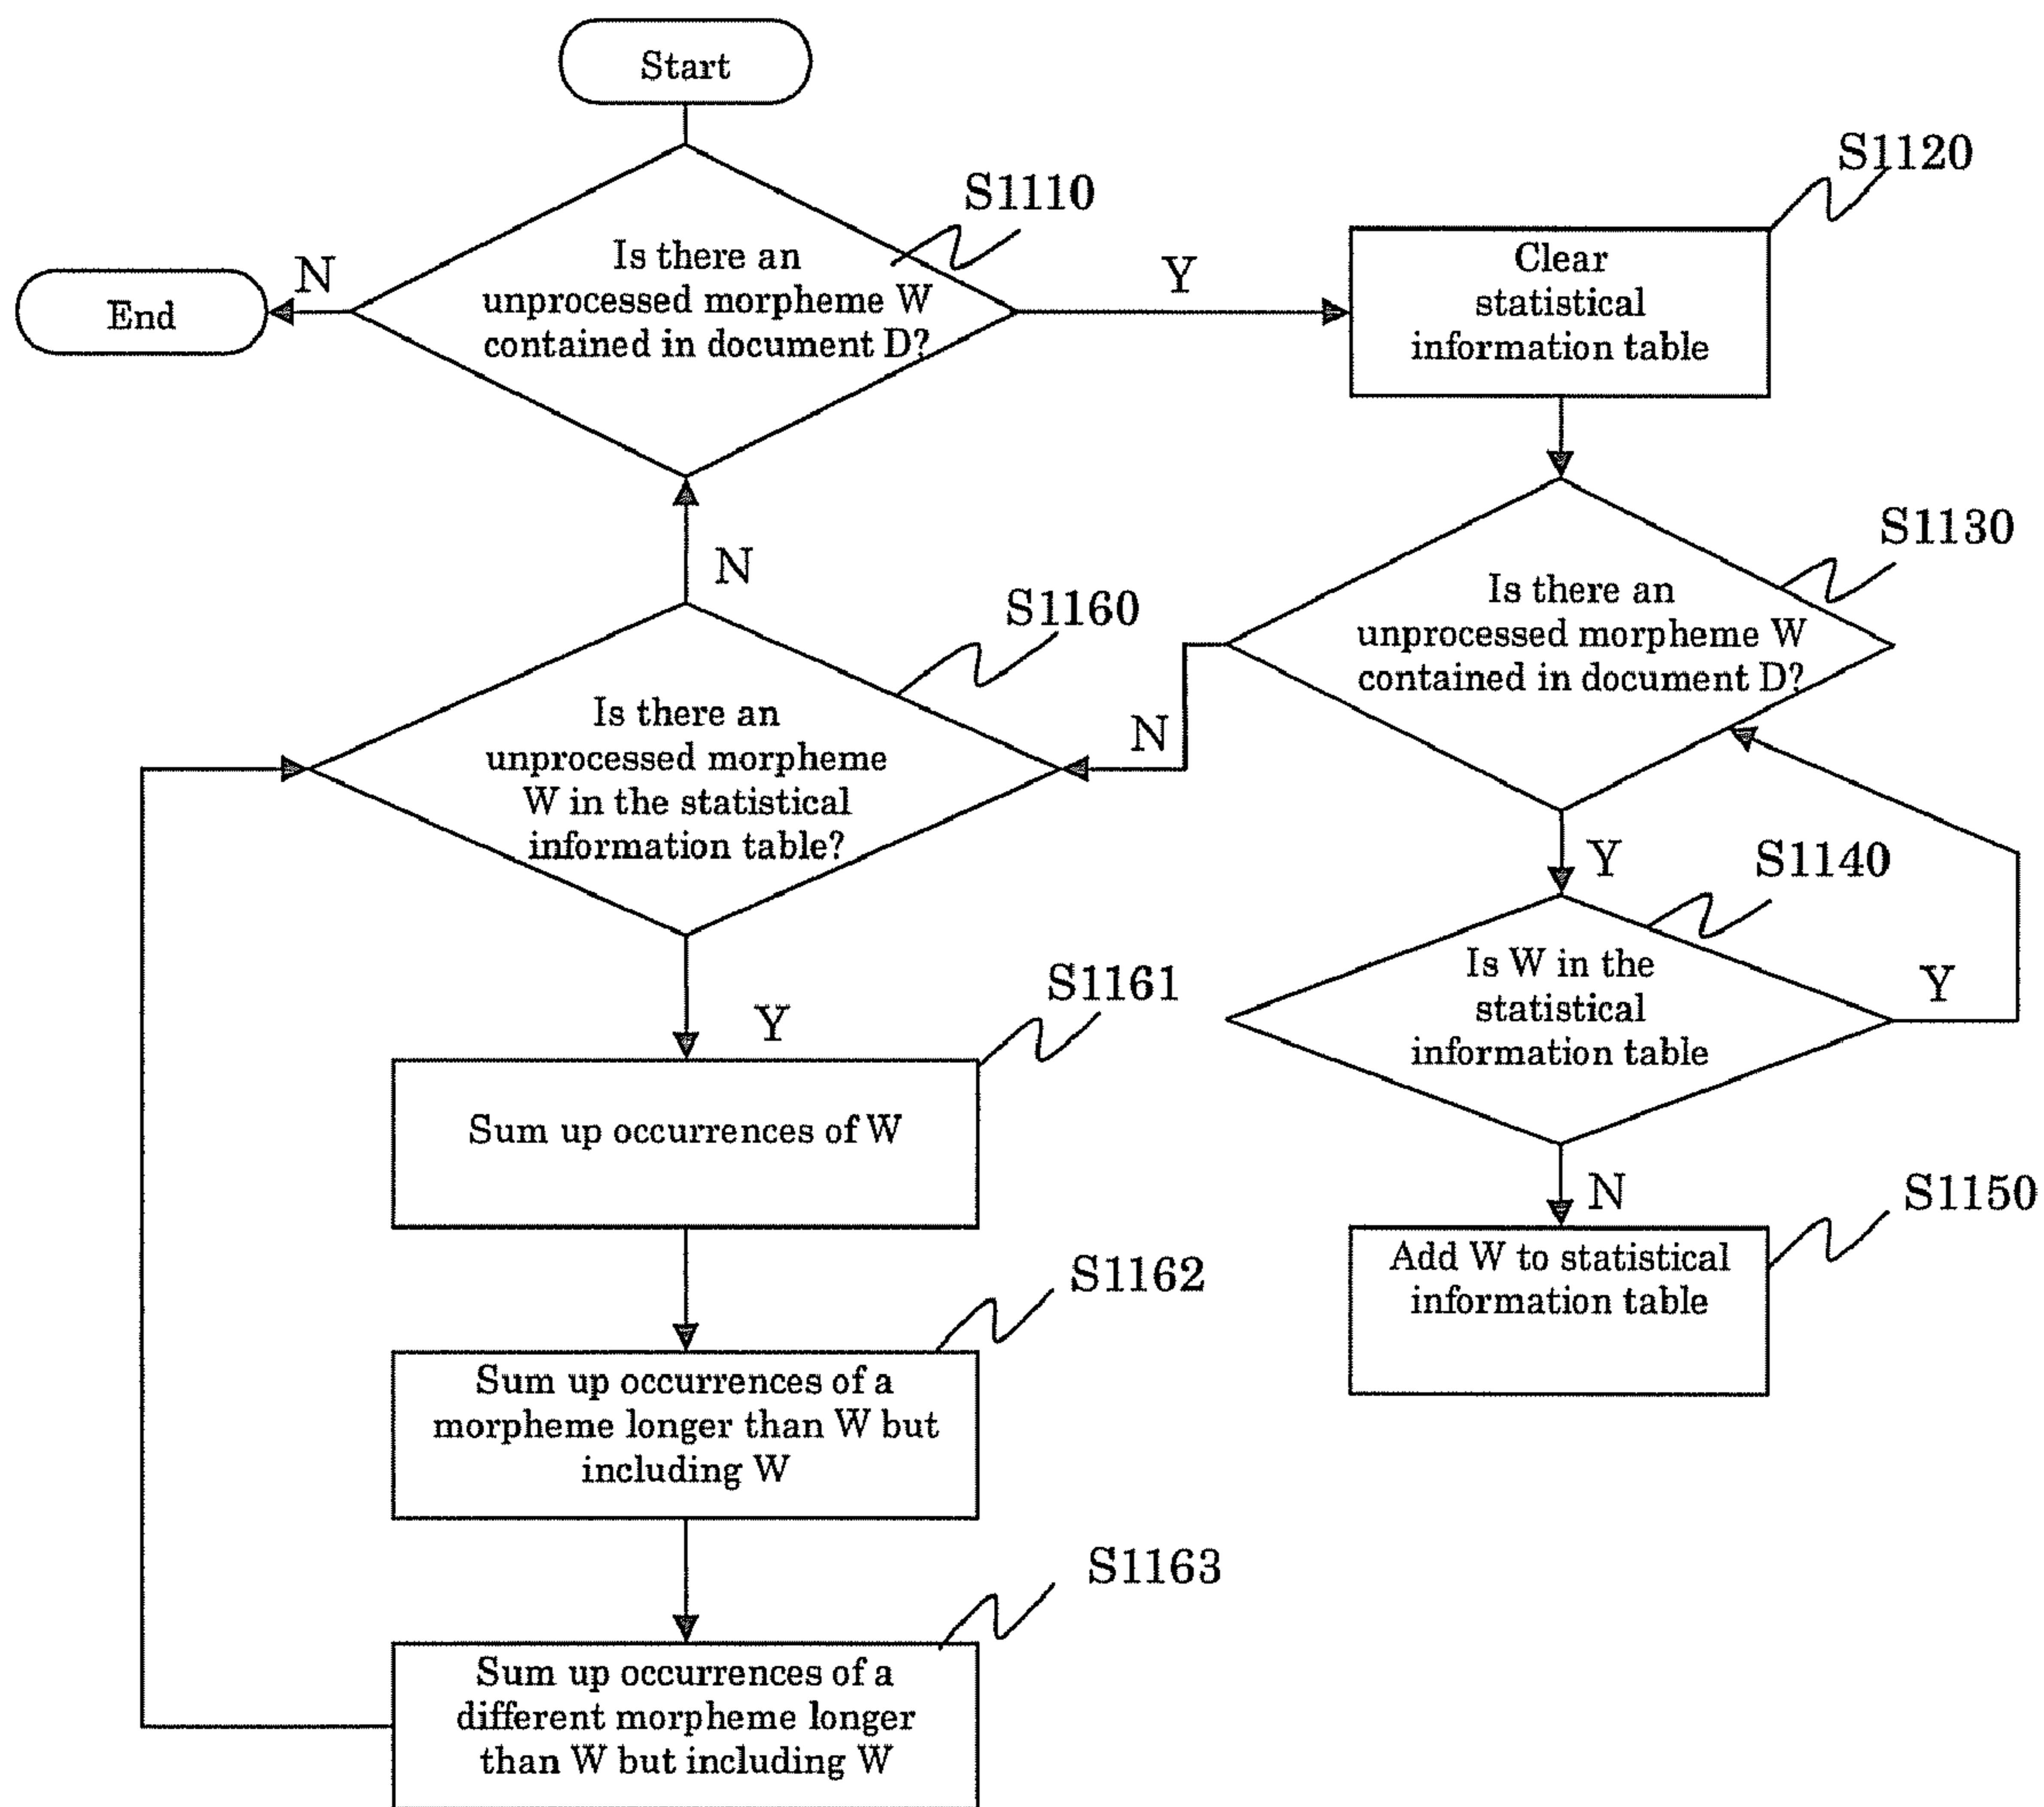 Start
S1110
Is there an
unprocessed morpheme W
contained in document D?
N
End
Y
S1120
Clear
statistical
information table
S1130
Is there an
unprocessed morpheme W
contained in document D?
N
Y
S1140
Is W in the
statistical
information table
Y
N
S1150
Add W to statistical
information table
N
S1160
Is there an
unprocessed morpheme
W in the statistical
information table?
Y
S1161
Sum up occurrences of W
S1162
Sum up occurrences of a
morpheme longer than W but
including W
S1163
Sum up occurrences of a
different morpheme longer
than W but including W